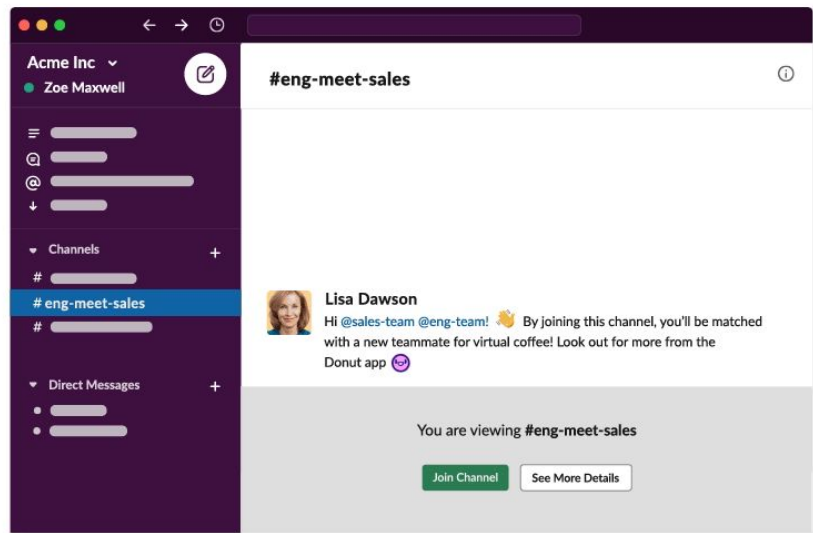 Acme Inc
Zoe Maxwell
Channels
#
# eng-meet-sales
#
Direct Messages
#eng-meet-sales
Lisa Dawson
Hi @sales-team @eng-team! 👋 By joining this channel, you'll be matched
with a new teammate for virtual coffee! Look out for more from the
Donut app
You are viewing #eng-meet-sales
Join Channel
See More Details